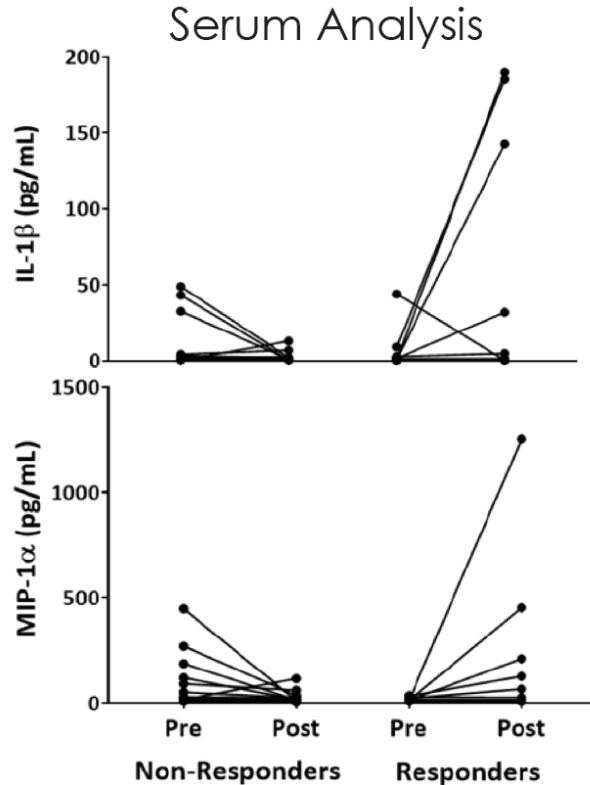 Serum Analysis
IL-1β (pg/mL)
200
150
100
50
0
MIP-1α (pg/mL)
1500
1000
500
0
Pre Post Pre Post
Non-Responders Responders